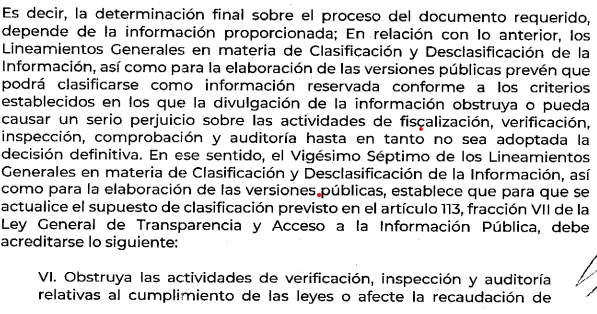 Es decir, la determinación final sobre el proceso del documento requerido,
depende de la información proporcionada; En relación con lo anterior, los
Lineamientos Generales en materia de Clasificación y Desclasificación de la
Información, así como para la elaboración de las versiones públicas prevén que
podrá clasificarse como información reservada conforme a los criterios
establecidos en los que la divulgación de la información obstruya o pueda
causar un serio perjuicio sobre las actividades de fiscalización, verificación,
inspección, comprobación y auditoría hasta en tanto no sea adoptada la
decisión definitiva. En ese sentido, el Vigésimo Séptimo de los Lineamientos
Generales en materia de Clasificación y Desclasificación de la Información, así
como para la elaboración de las versiones públicas, establece que para que se
actualice el supuesto de clasificación previsto en el artículo 113, fracción VII de la
Ley General de Transparencia y Acceso a la Información Pública, debe
acreditarse lo siguiente:
VI. Obstruya las actividades de verificación, inspección y auditoría
relativas al cumplimiento de las leyes o afecte la recaudación de